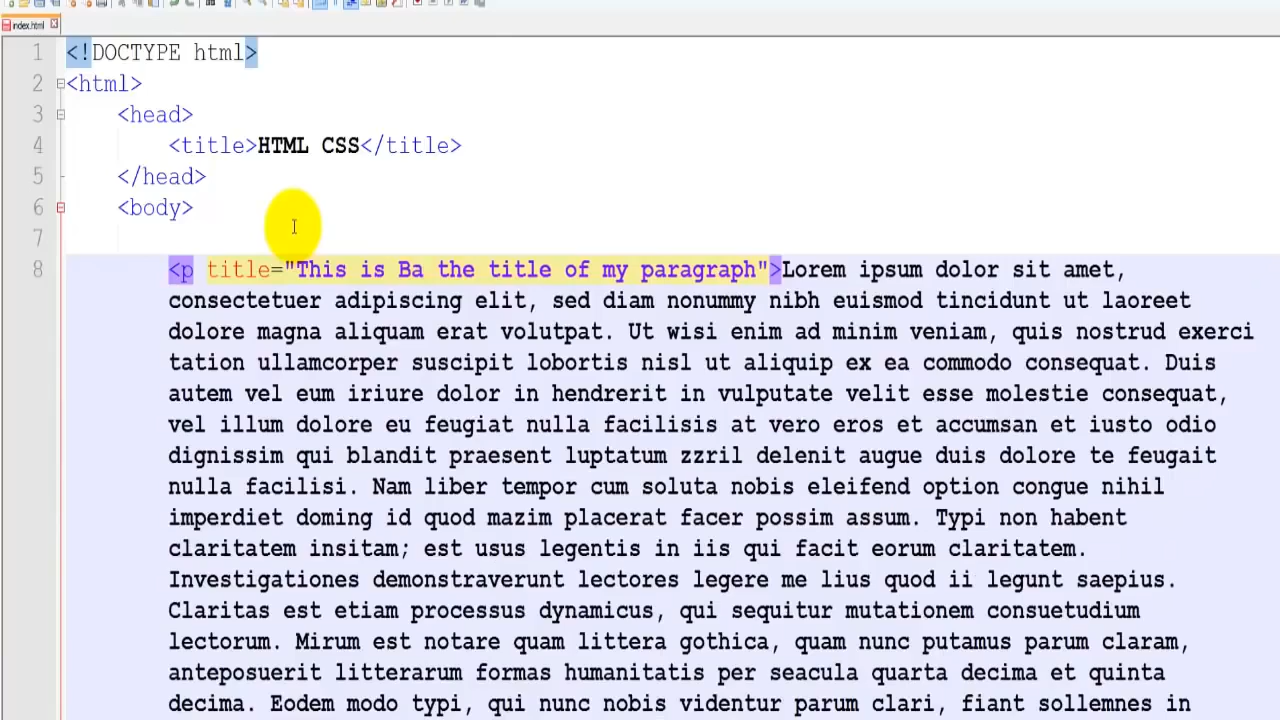 index.html
1 <!DOCTYPE html>
2 <html>
3 <head>
4 <title>HTML CSS</title>
5 </head>
6 <body>
7
8 <p title="This is Ba the title of my paragraph">Lorem ipsum dolor sit amet,
consectetuer adipiscing elit, sed diam nonummy nibh euismod tincidunt ut laoreet
dolore magna aliquam erat volutpat. Ut wisi enim ad minim veniam, quis nostrud exerci
tation ullamcorper suscipit lobortis nisl ut aliquip ex ea commodo consequat. Duis
autem vel eum iriure dolor in hendrerit in vulputate velit esse molestie consequat,
vel illum dolore eu feugiat nulla facilisis at vero eros et accumsan et iusto odio
dignissim qui blandit praesent luptatum zzril delenit augue duis dolore te feugait
nulla facilisi. Nam liber tempor cum soluta nobis eleifend option congue nihil
imperdiet doming id quod mazim placerat facer possim assum. Typi non habent
claritatem insitam; est usus legentis in iis qui facit eorum claritatem.
Investigationes demonstraverunt lectores legere me lius quod ii legunt saepius.
Claritas est etiam processus dynamicus, qui sequitur mutationem consuetudium
lectorum. Mirum est notare quam littera gothica, quam nunc putamus parum claram,
anteposuerit litterarum formas humanitatis per seacula quarta decima et quinta
decima. Eodem modo typi, qui nunc nobis videntur parum clari, fiant sollemnes in